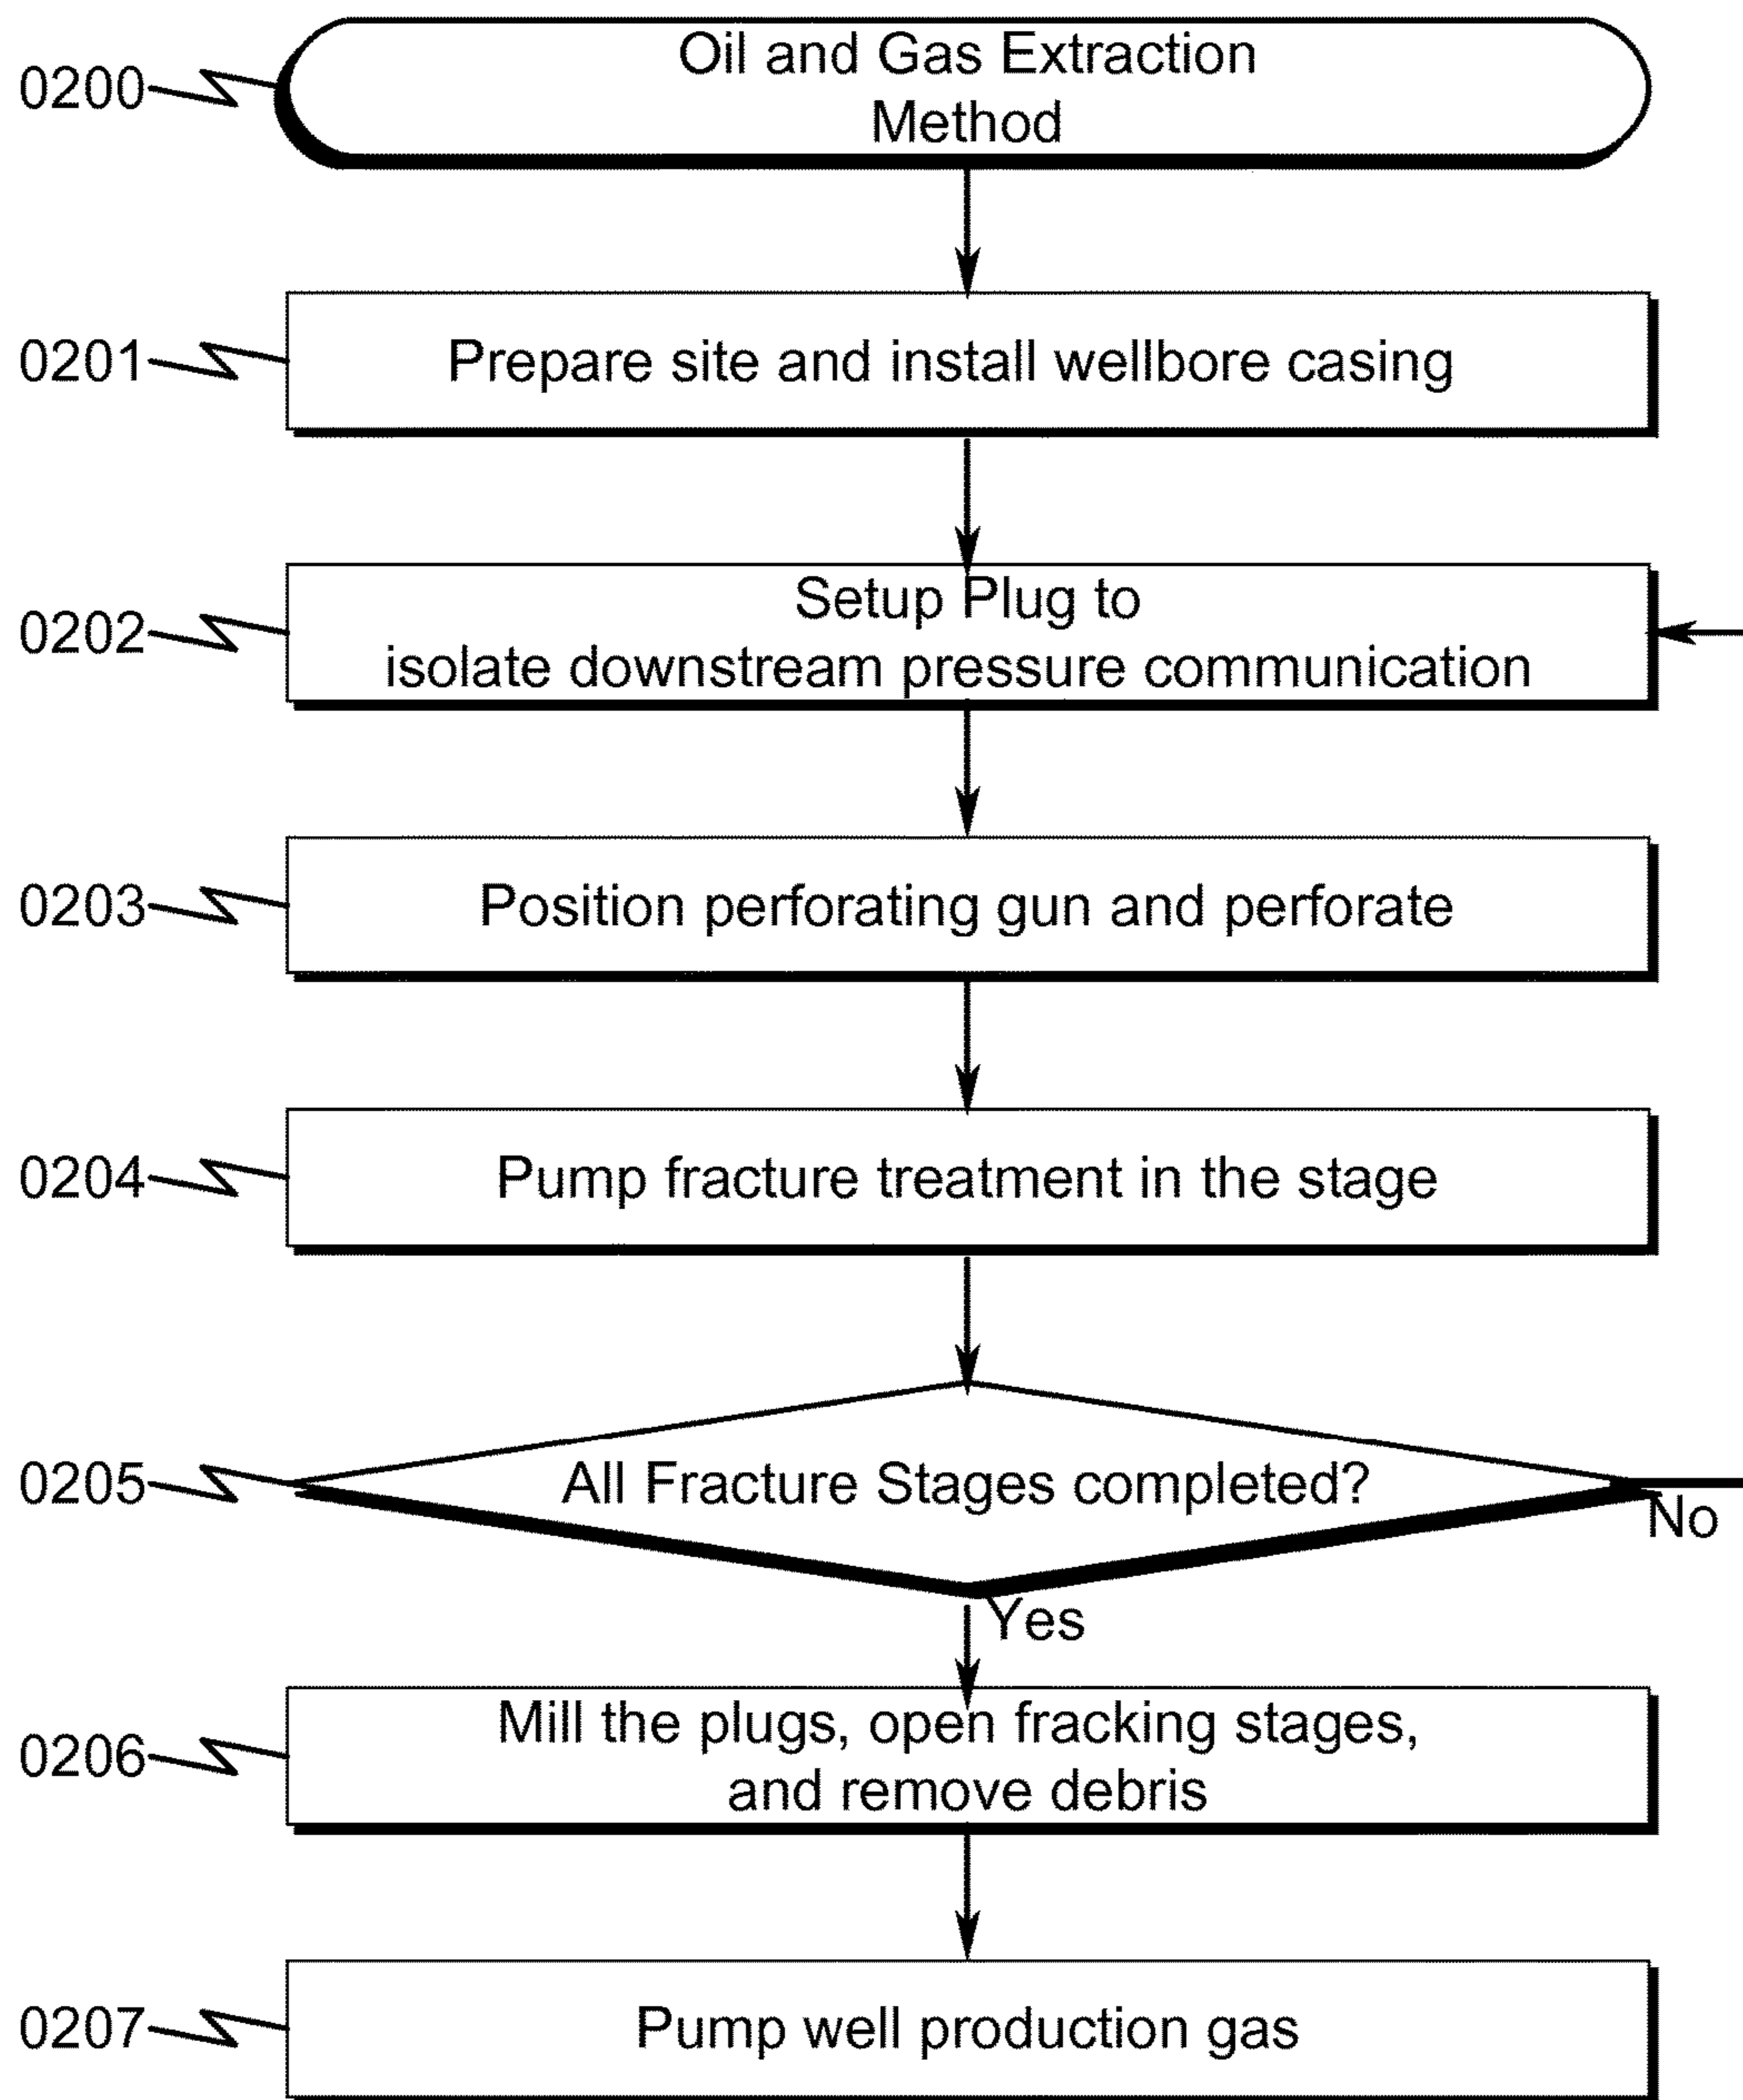 0200
Oil and Gas Extraction
Method
0201
Prepare site and install wellbore casing
0202
Setup Plug to
isolate downstream pressure communication
0203
Position perforating gun and perforate
0204
Pump fracture treatment in the stage
0205
All Fracture Stages completed?
No
Yes
0206
Mill the plugs, open fracking stages,
and remove debris
0207
Pump well production gas